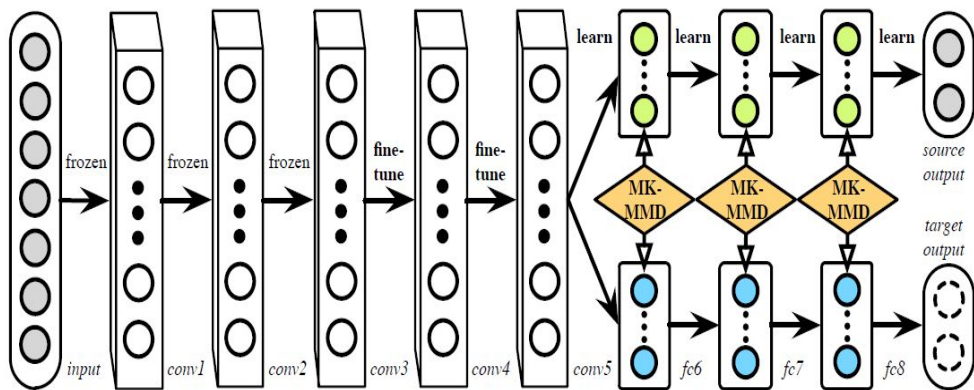 learn
learn
learn
learn
frozen
frozen
frozen
fine-
tune
fine-
tune
source
output
MK-
MMD
MK-
MMD
MK-
MMD
target
output
input
conv1
conv2
conv3
conv4
conv5
fc6
fc7
fc8